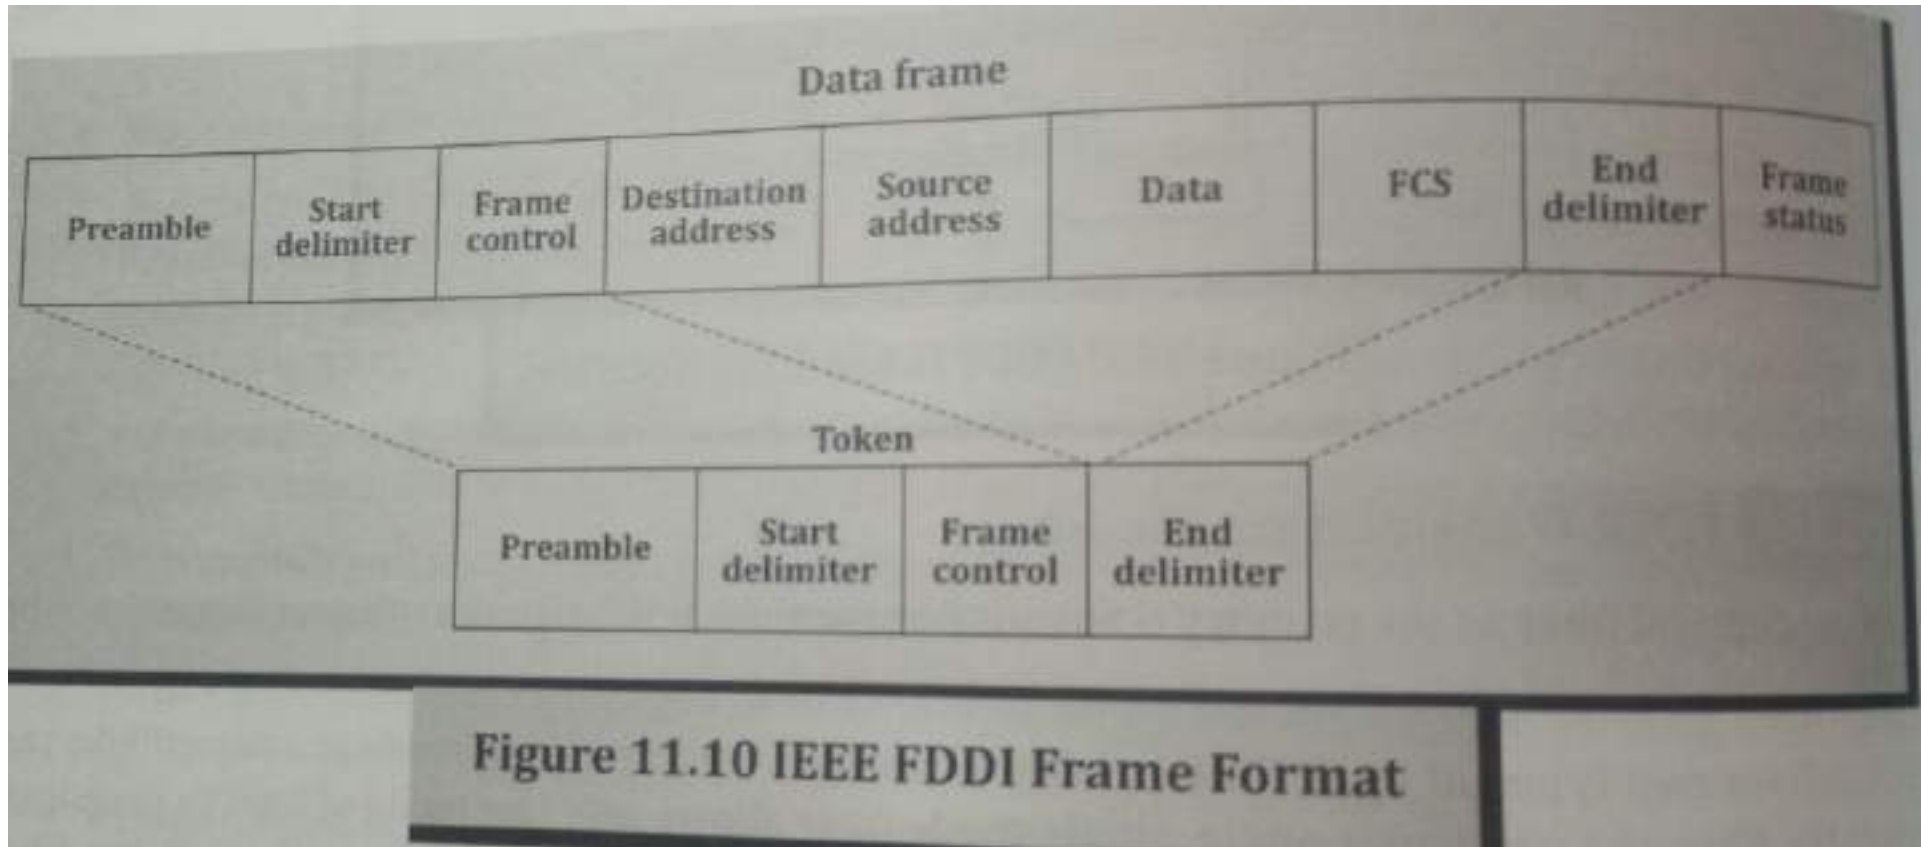 Data frame
Preamble
Start
delimiter
Frame
control
Destination
address
Source
address
Data
FCS
End
delimiter
Frame
status
Token
Preamble
Start
delimiter
Frame
control
End
delimiter
Figure 11.10 IEEE FDDI Frame Format